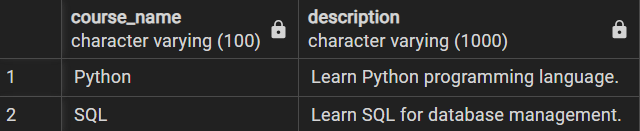 course_name description
character varying (100) character varying (1000)
1 Python Learn Python programming language.
2 SQL Learn SQL for database management.